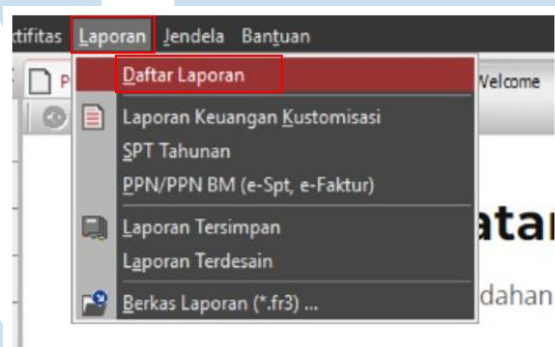 tifitas Laporan Jendela Bantuan
P
Daftar Laporan
Welcome
Laporan Keuangan Kustomisasi
SPT Tahunan
PPN/PPN BM (e-Spt, e-Faktur)
Laporan Tersimpan
atai
Laporan Terdesain
Berkas Laporan (*.fr3) ...
dahan